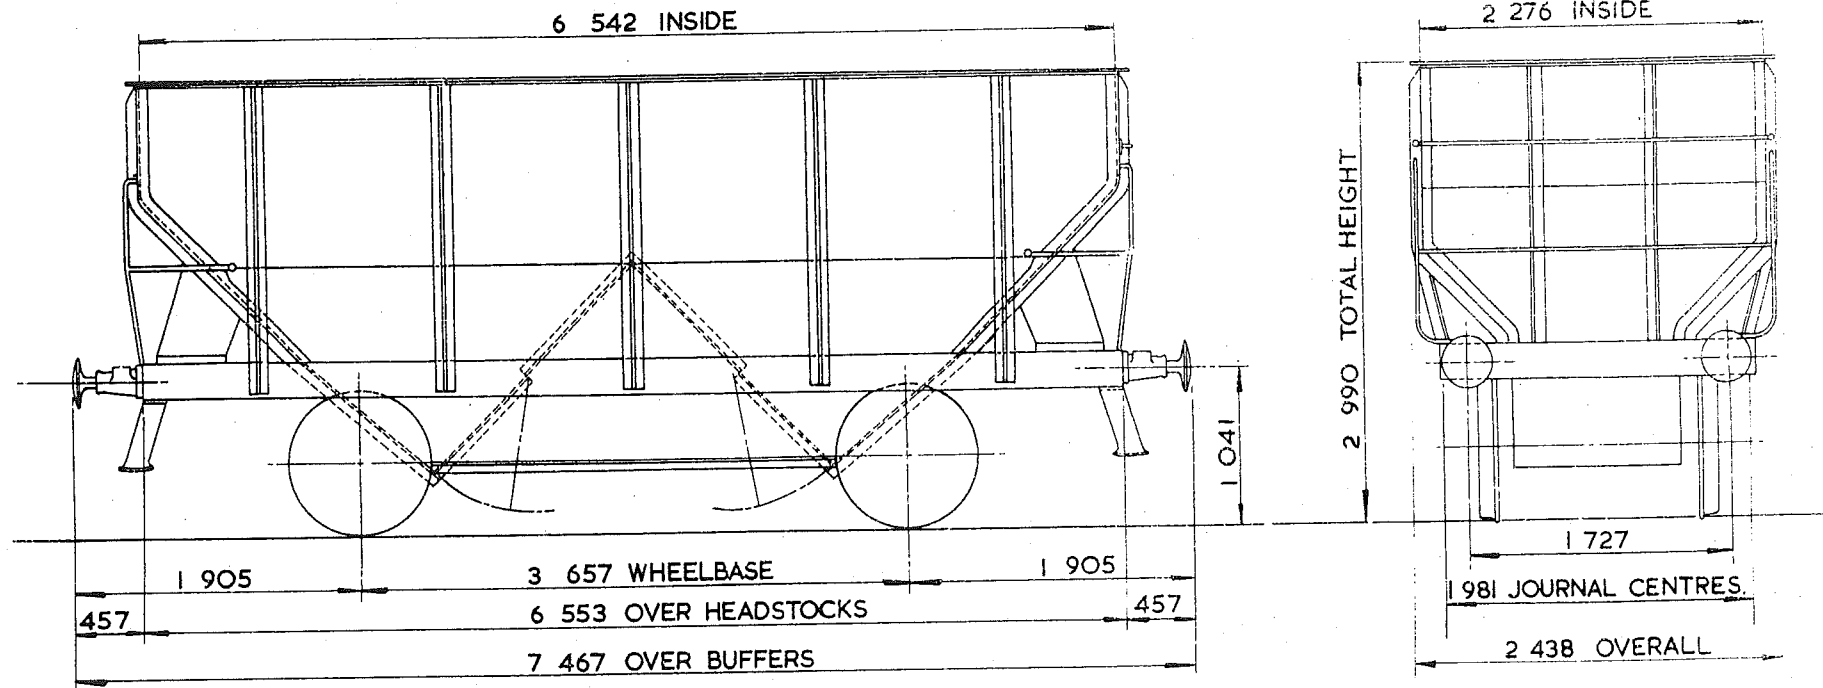 6 542 INSIDE
2 276 INSIDE
2 990 TOTAL HEIGHT
1 041
1 727
1 905
3 657 WHEELBASE
1 905
1 981 JOURNAL CENTRES.
457
6 553 OVER HEADSTOCKS
457
2 438 OVERALL
7 467 OVER BUFFERS